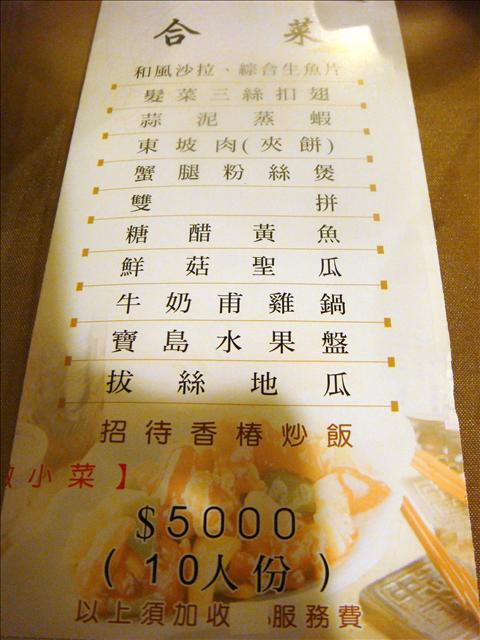 合菜
和風沙拉、綜合生魚片
髮菜三絲扣翅
蒜泥蒸蝦
東坡肉(夾餅)
蟹腿粉絲煲
雙拼
糖醋黃魚
鮮菇聖瓜
牛奶甫雞鍋
寶島水果盤
拔絲地瓜
招待香椿炒飯
小菜】
$5000
(10人份)
以上須加收 服務費